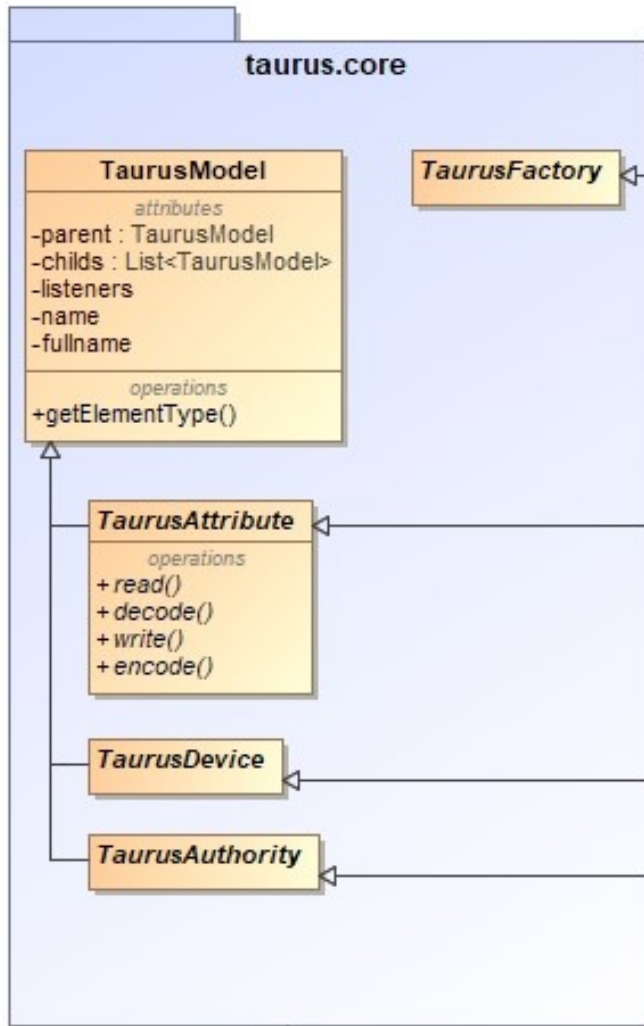 taurus.core
TaurusModel
attributes
-parent : TaurusModel
-childs : List<TaurusModel>
-listeners
-name
-fullname
operations
+getElementType()
TaurusFactory
TaurusAttribute
operations
+ read()
+ decode()
+ write()
+ encode()
TaurusDevice
TaurusAuthority